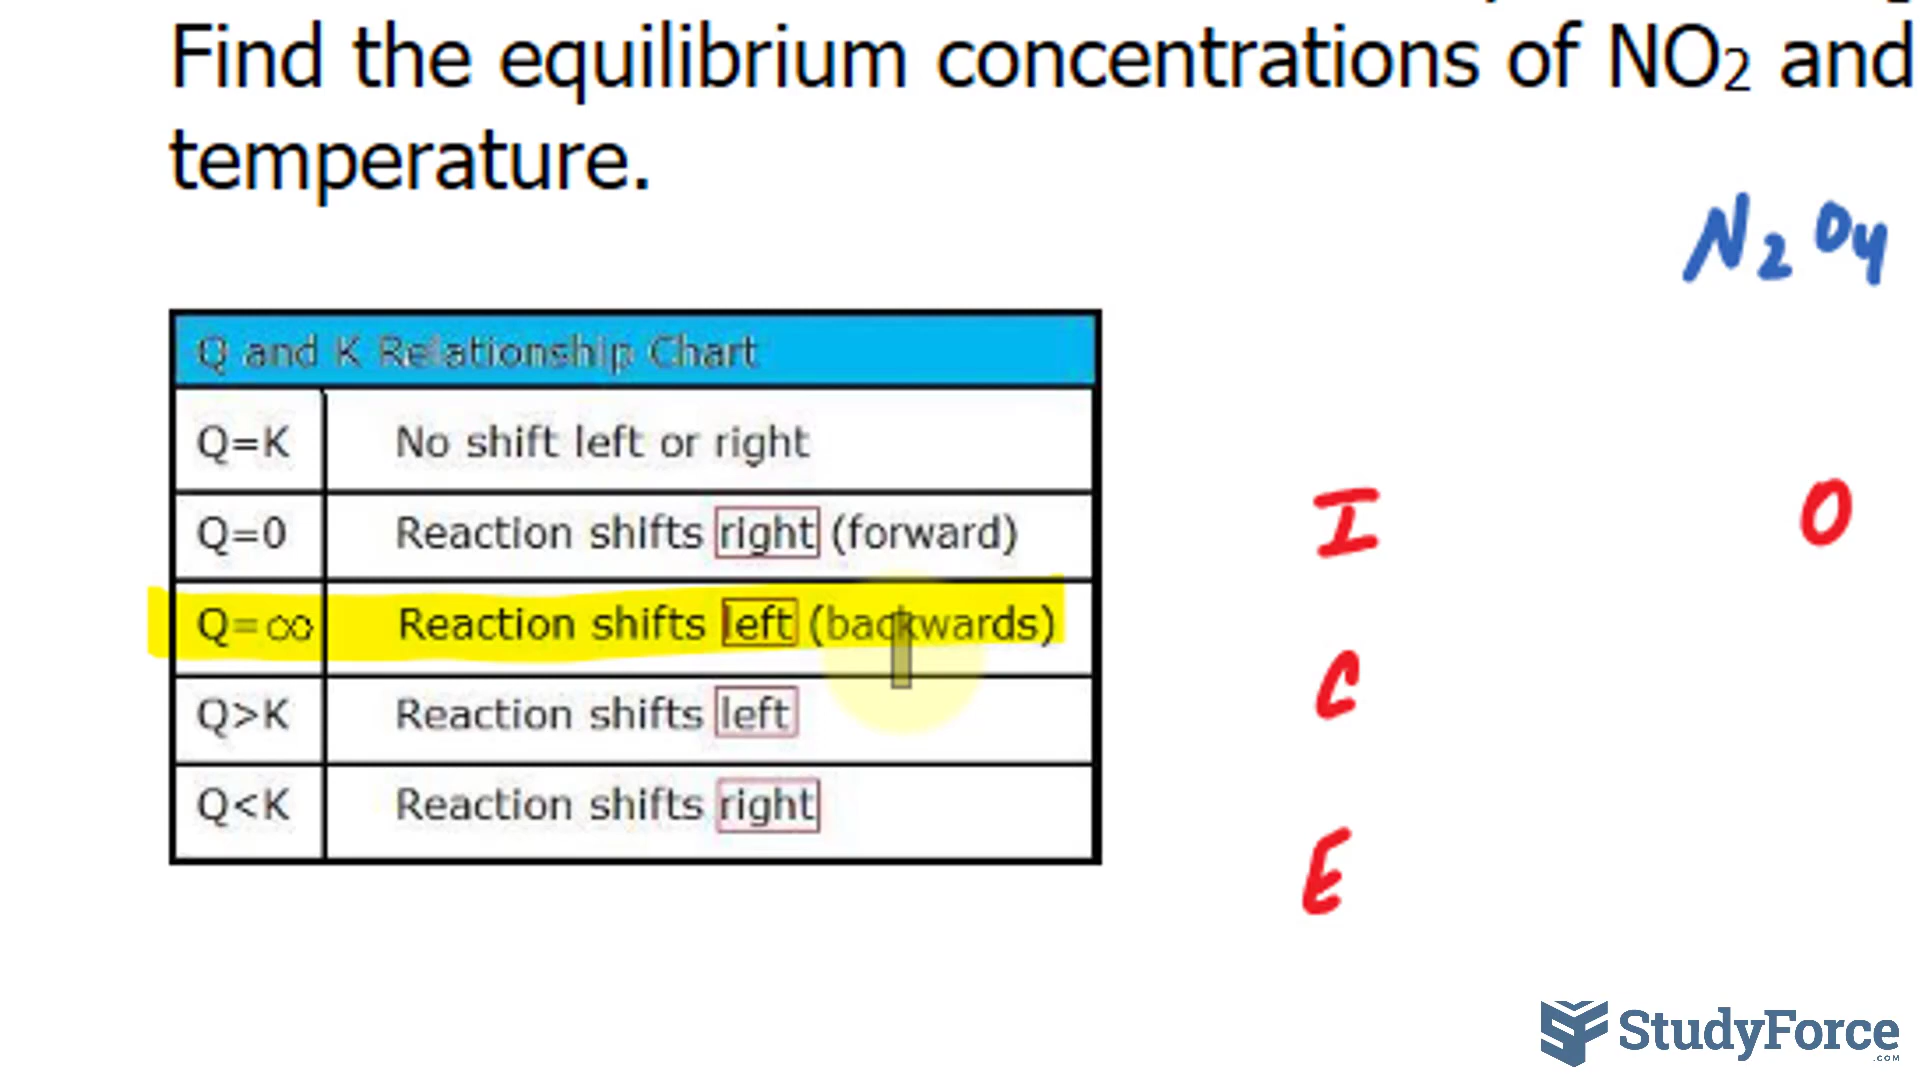 Find the equilibrium concentrations of NO2 and
temperature.
N2O4
Q and K Relationship Chart
Q=K No shift left or right
Q=0 Reaction shifts right (forward)
Q=∞ Reaction shifts left (backwards)
Q>K Reaction shifts left
Q<K Reaction shifts right
I 0
C
E
StudyForce
.COM